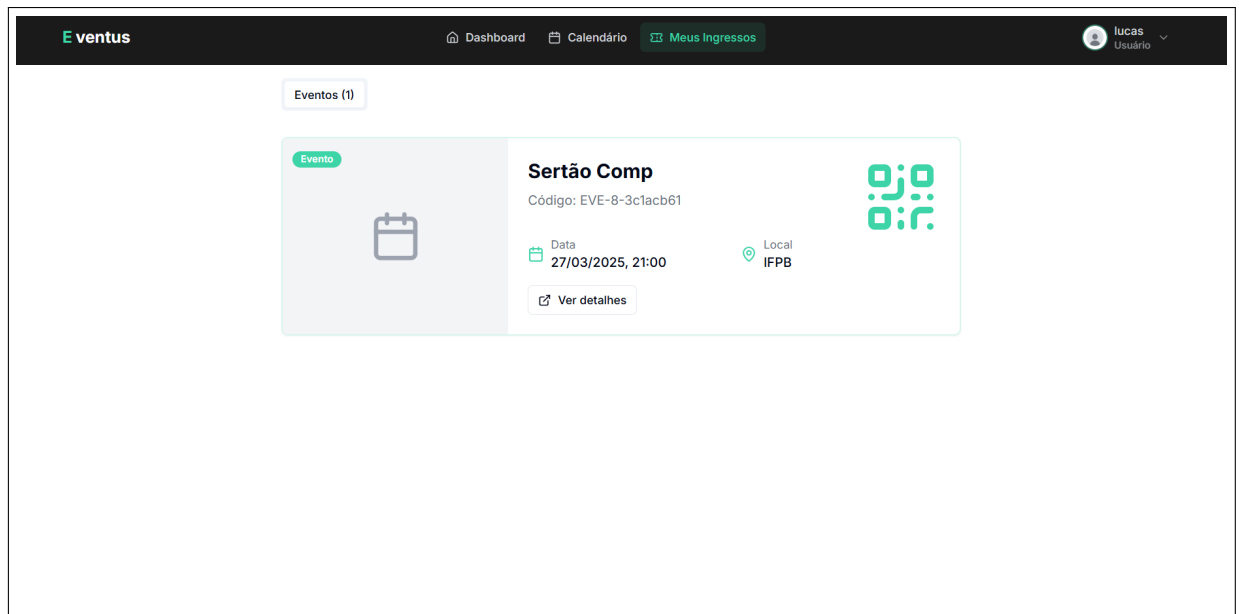 Eventus
Dashboard
Calendário
Meus Ingressos
lucas
Usuário
Eventos (1)
Evento
Sertão Comp
Código: EVE-8-3c1acb61
Data
27/03/2025, 21:00
Local
IFPB
Ver detalhes